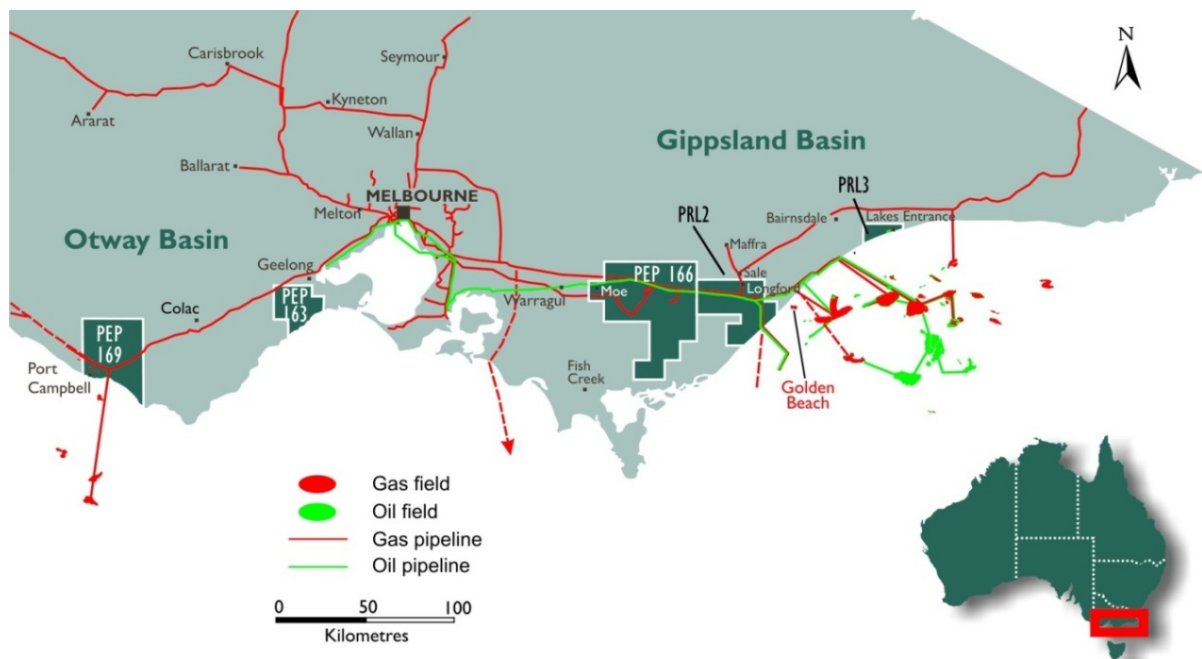 N
Carisbrook
Seymour
Kyneton
Ararat
Wallan
Gippsland Basin
Ballarat
PRL3
MELBOURNE
Melton
PRL2
Bairnsdale
Lakes Entrance
Otway Basin
Maffra
Geelong
Sale
PEP 166
Longford
Moe
Warragul
PEP
163
Colac
PEP
169
Port
Campbell
Fish
Creek
Golden
Beach
Gas field
Oil field
Gas pipeline
Oil pipeline
0 50 100
Kilometres